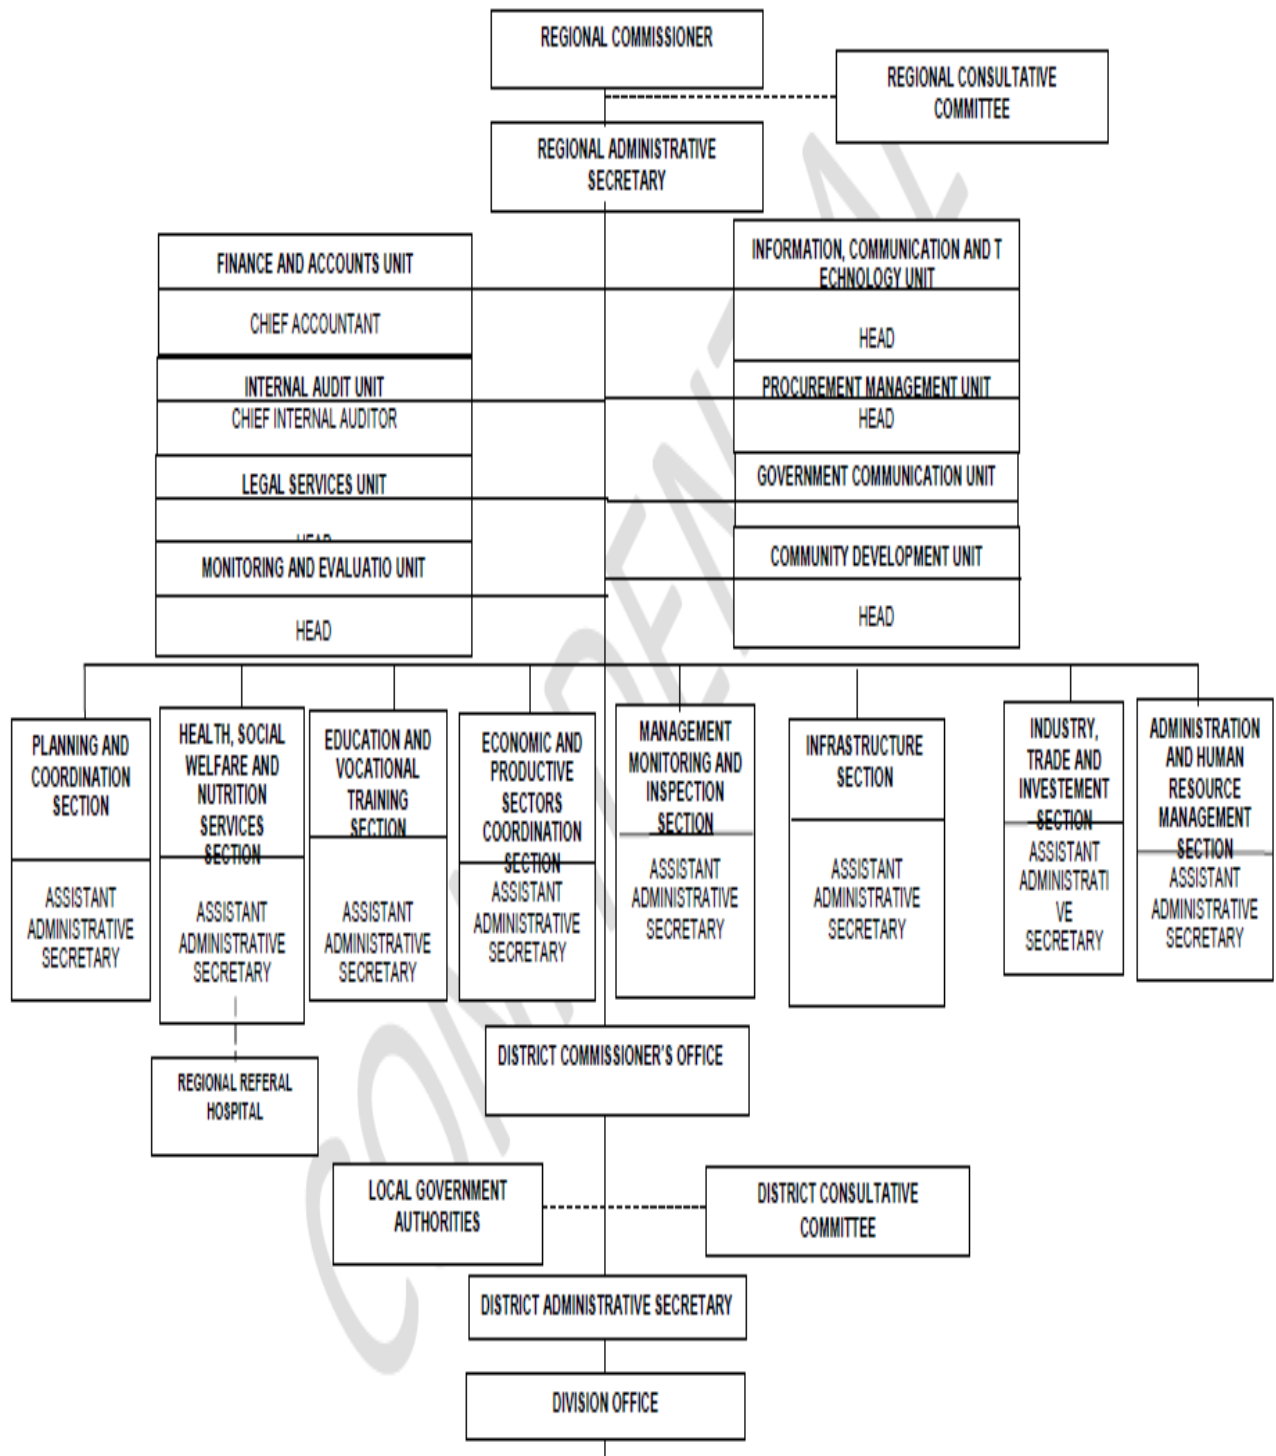 REGIONAL COMMISSIONER
REGIONAL CONSULTATIVE
COMMITTEE
REGIONAL ADMINISTRATIVE
SECRETARY
FINANCE AND ACCOUNTS UNIT
CHIEF ACCOUNTANT
INTERNAL AUDIT UNIT
CHIEF INTERNAL AUDITOR
LEGAL SERVICES UNIT
HEAD
MONITORING AND EVALUATIO UNIT
HEAD
INFORMATION, COMMUNICATION AND T
ECHNOLOGY UNIT
HEAD
PROCUREMENT MANAGEMENT UNIT
HEAD
GOVERNMENT COMMUNICATION UNIT
COMMUNITY DEVELOPMENT UNIT
HEAD
PLANNING AND
COORDINATION
SECTION
ASSISTANT
ADMINISTRATIVE
SECRETARY
HEALTH, SOCIAL
WELFARE AND
NUTRITION
SERVICES
SECTION
ASSISTANT
ADMINISTRATIVE
SECRETARY
EDUCATION AND
VOCATIONAL
TRAINING
SECTION
ASSISTANT
ADMINISTRATIVE
SECRETARY
ECONOMIC AND
PRODUCTIVE
SECTORS
COORDINATION
SECTION
ASSISTANT
ADMINISTRATIVE
SECRETARY
MANAGEMENT
MONITORING AND
INSPECTION
SECTION
ASSISTANT
ADMINISTRATIVE
SECRETARY
INFRASTRUCTURE
SECTION
ASSISTANT
ADMINISTRATIVE
SECRETARY
INDUSTRY,
TRADE AND
INVESTEMENT
SECTION
ASSISTANT
ADMINISTRATI
VE
SECRETARY
ADMINISTRATION
AND HUMAN
RESOURCE
MANAGEMENT
SECTION
ASSISTANT
ADMINISTRATIVE
SECRETARY
REGIONAL REFERAL
HOSPITAL
DISTRICT COMMISSIONER'S OFFICE
LOCAL GOVERNMENT
AUTHORITIES
DISTRICT CONSULTATIVE
COMMITTEE
DISTRICT ADMINISTRATIVE SECRETARY
DIVISION OFFICE
CONFIDENTIAL